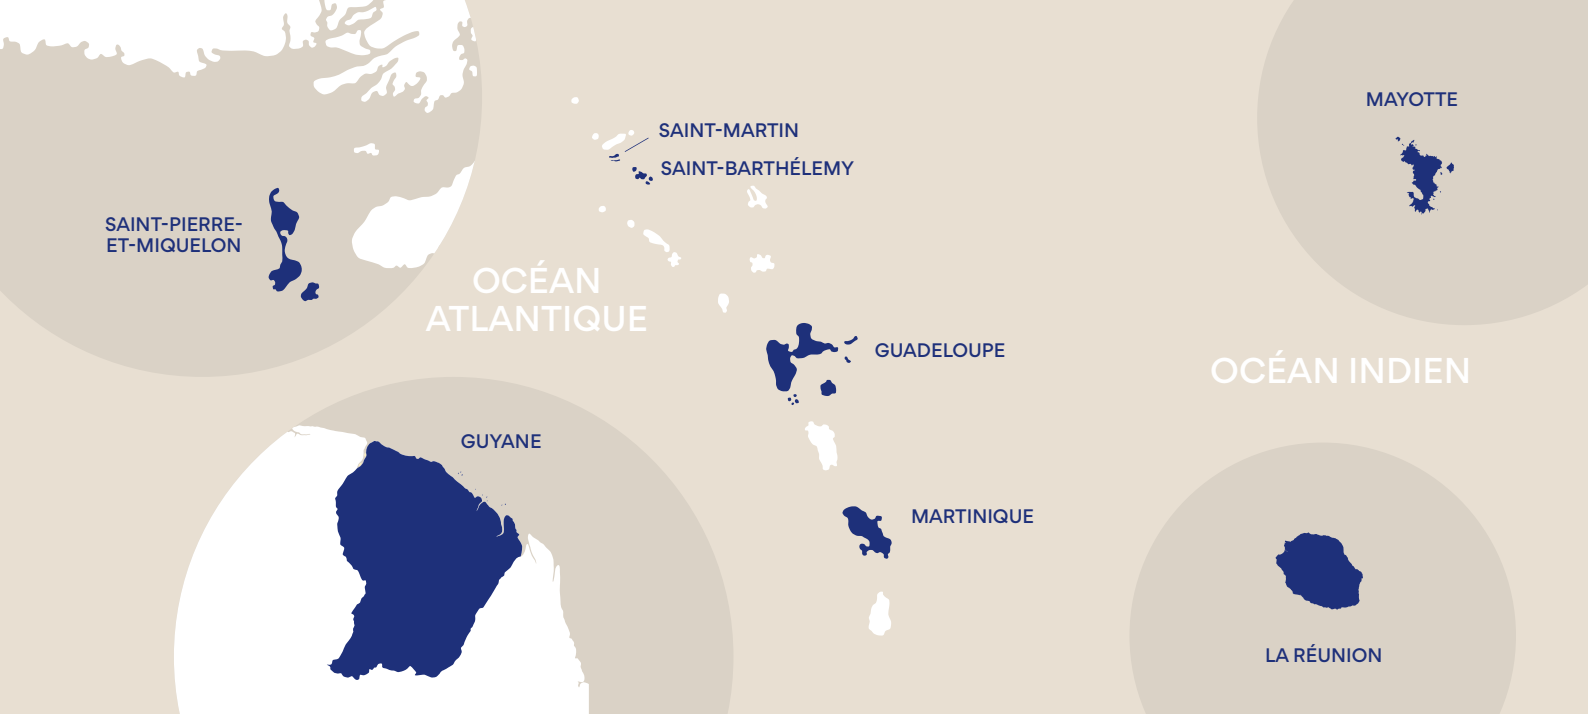 SAINT-MARTIN
SAINT-BARTHÉLEMY
MAYOTTE
SAINT-PIERRE-
ET-MIQUELON
OCÉAN
ATLANTIQUE
GUADELOUPE
OCÉAN INDIEN
GUYANE
MARTINIQUE
LA RÉUNION